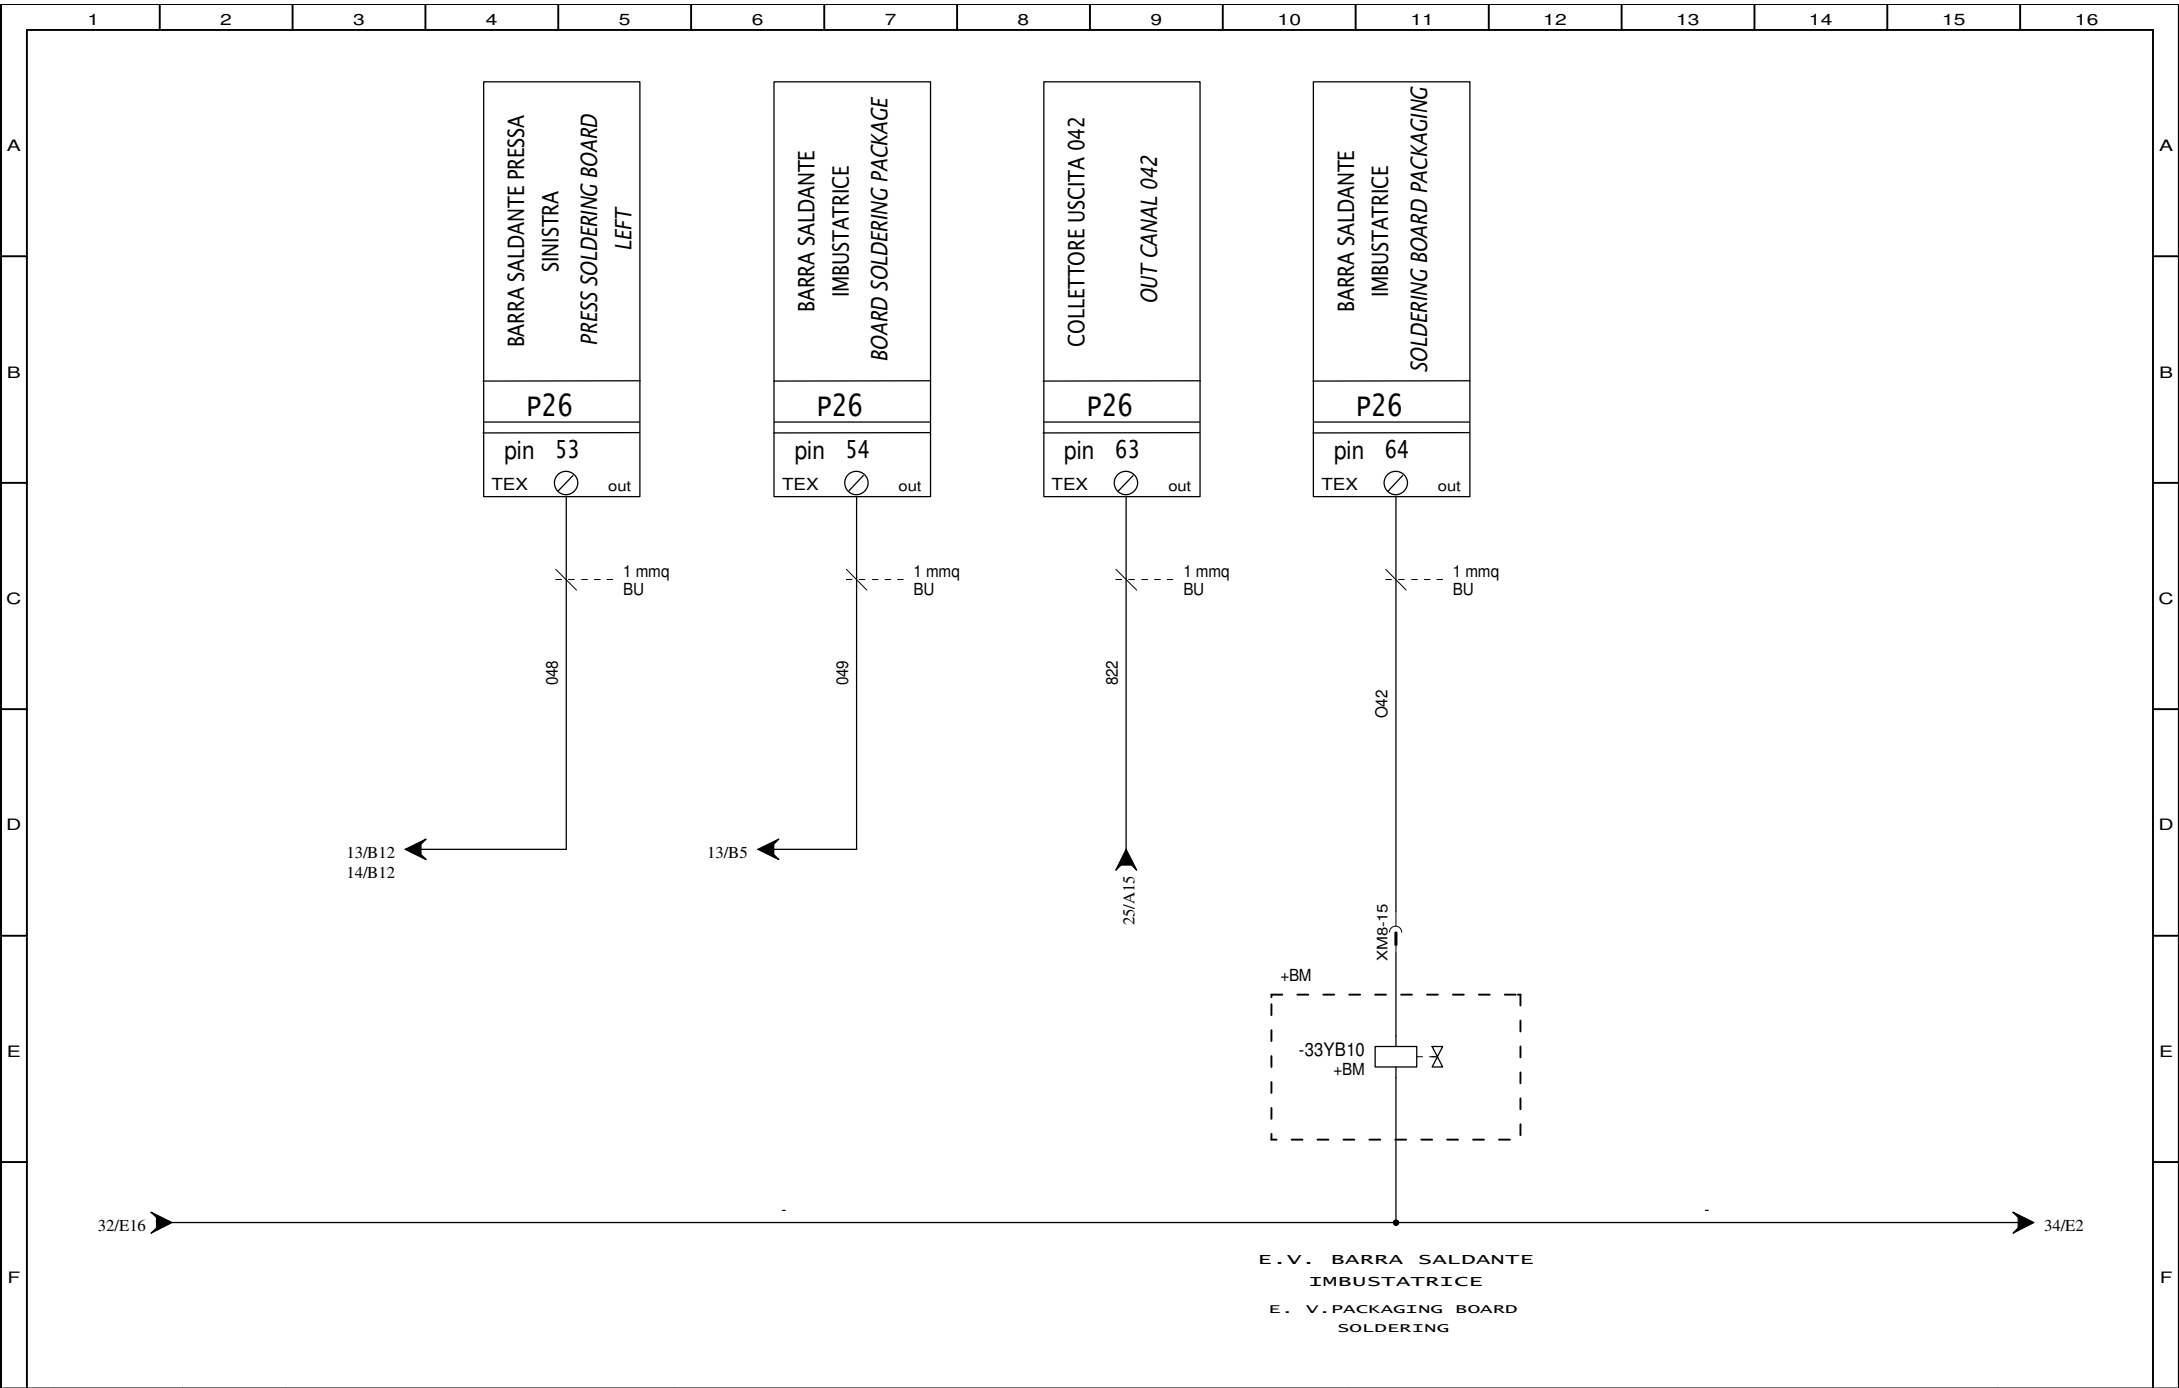 1 2 3 4 5 6 7 8 9 10 11 12 13 14 15 16
A
B
C
D
E
F
BARRA SALDANTE PRESSA
SINISTRA
PRESS SOLDERING BOARD
LEFT
P26
pin 53
TEX out
1 mmq
BU
048
13/B12
14/B12
BARRA SALDANTE
IMBUSTATRICE
BOARD SOLDERING PACKAGE
P26
pin 54
TEX out
1 mmq
BU
049
13/B5
COLLETTORE USCITA 042
OUT CANAL 042
P26
pin 63
TEX out
1 mmq
BU
822
25/A15
BARRA SALDANTE
IMBUSTATRICE
SOLDERING BOARD PACKAGING
P26
pin 64
TEX out
1 mmq
BU
O42
XM8-15
+BM
-33YB10
+BM
32/E16
-
-
34/E2
E.V. BARRA SALDANTE
IMBUSTATRICE
E. V.PACKAGING BOARD
SOLDERING
A
B
C
D
E
F